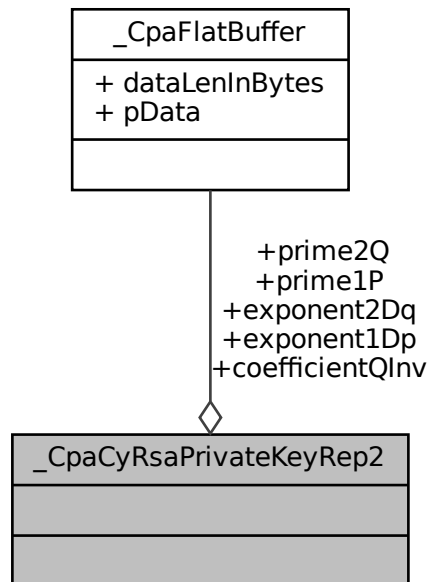 _CpaFlatBuffer
+ dataLenInBytes
+ pData
+prime2Q
+prime1P
+exponent2Dq
+exponent1Dp
+coefficientQInv
_CpaCyRsaPrivateKeyRep2